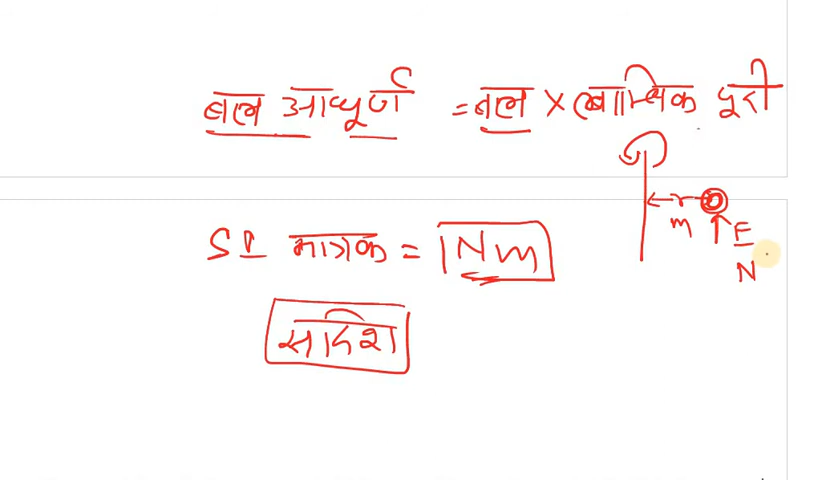 बल आघूर्ण = बल × लाम्बिक दूरी
r
m
F
N
SI मात्रक = Nm
सदिश